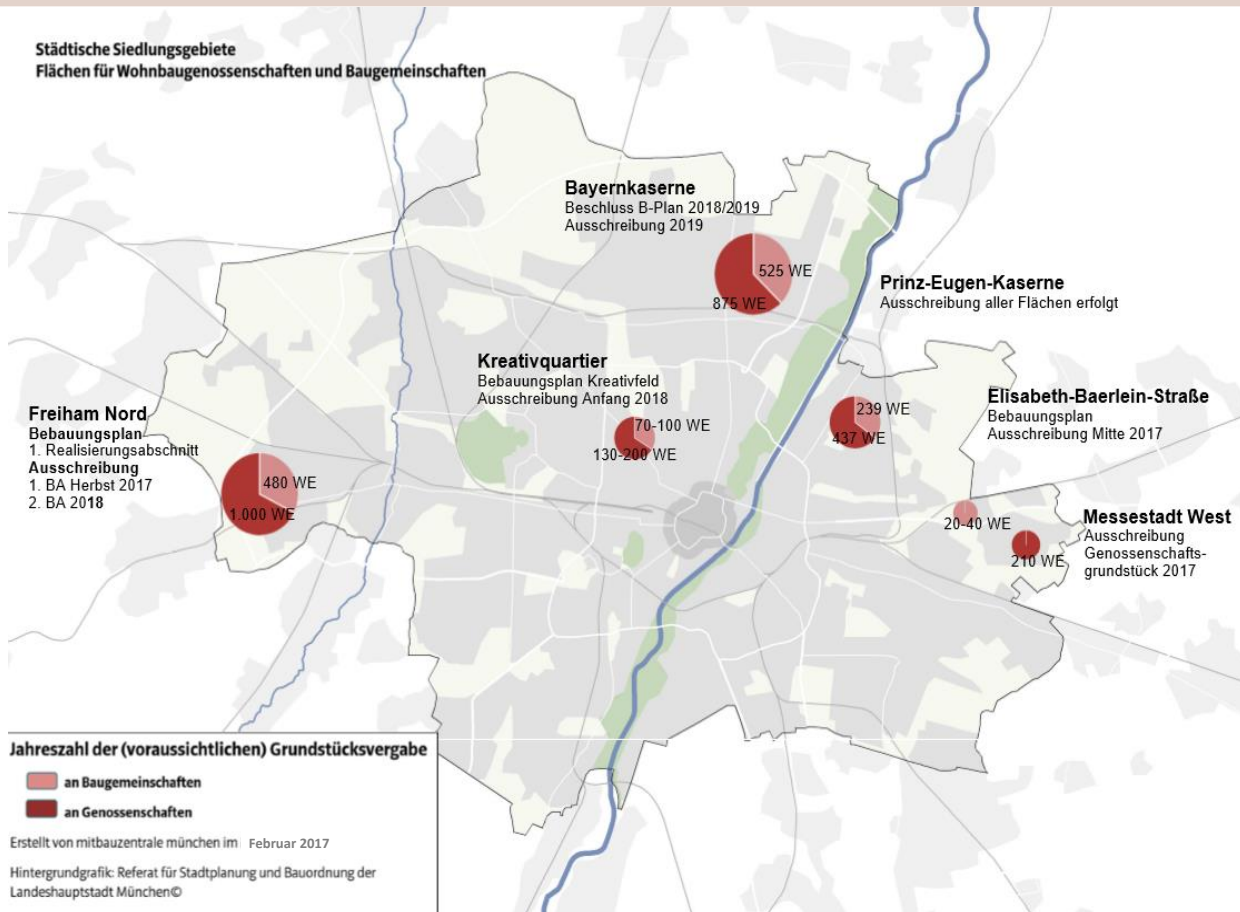 Städtische Siedlungsgebiete
Flächen für Wohnbaugenossenschaften und Baugemeinschaften
Bayernkaserne
Beschluss B-Plan 2018/2019
Ausschreibung 2019
525 WE
875 WE
Prinz-Eugen-Kaserne
Ausschreibung aller Flächen erfolgt
239 WE
437 WE
Kreativquartier
Bebauungsplan Kreativfeld
Ausschreibung Anfang 2018
70-100 WE
130-200 WE
Elisabeth-Baerlein-Straße
Bebauungsplan
Ausschreibung Mitte 2017
20-40 WE
Freiham Nord
Bebauungsplan
1. Realisierungsabschnitt
Ausschreibung
1. BA Herbst 2017
2. BA 2018
480 WE
1.000 WE
Messestadt West
Ausschreibung
Genossenschafts-
grundstück 2017
210 WE
Jahreszahl der (voraussichtlichen) Grundstücksvergabe
an Baugemeinschaften
an Genossenschaften
Erstellt von mitbauzentrale münchen im Februar 2017
Hintergrundgrafik: Referat für Stadtplanung und Bauordnung der
Landeshauptstadt München©